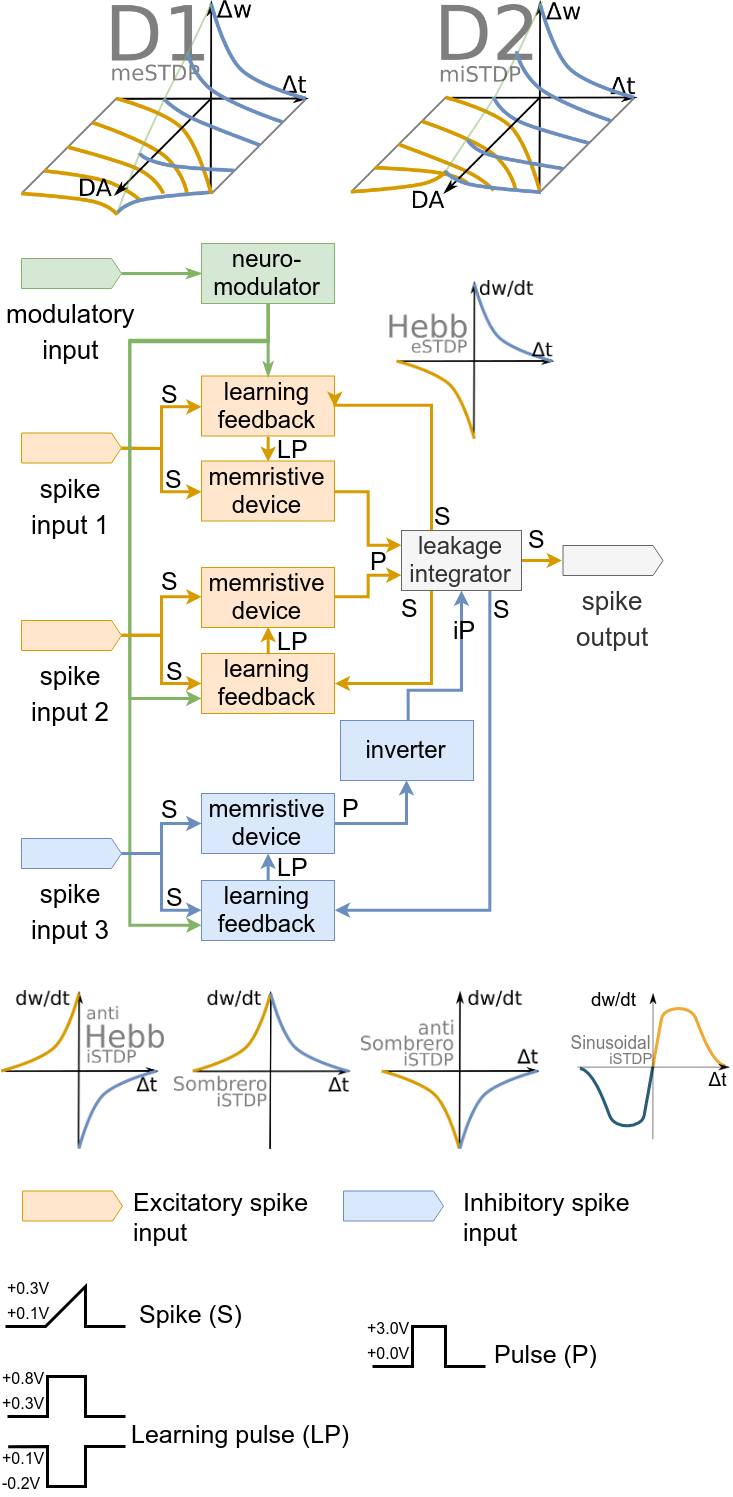 D1
meSTDP
Δw
Δt
DA
D2
miSTDP
Δw
Δt
DA
neuro-
modulator
modulatory
input
dw/dt
Hebb
eSTDP
Δt
S
learning
feedback
LP
spike
input 1
S
memristive
device
S
leakage
integrator
S
P
spike
output
S
memristive
device
S
S
iP
LP
spike
input 2
S
learning
feedback
inverter
S
memristive
device
P
LP
spike
input 3
S
learning
feedback
dw/dt
anti
Hebb
iSTDP
Δt
dw/dt
Sombrero
iSTDP
Δt
dw/dt
anti
Sombrero
iSTDP
Δt
dw/dt
Sinusoidal
iSTDP
Δt
Excitatory spike
input
Inhibitory spike
input
+0.3V
+0.1V
Spike (S)
+3.0V
+0.0V
Pulse (P)
+0.8V
+0.3V
Learning pulse (LP)
+0.1V
-0.2V